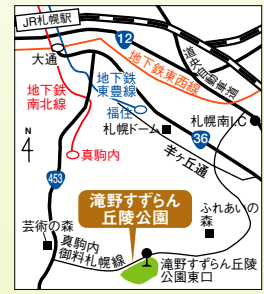 JR札幌駅
12
大通
道央自動車道
地下鉄東西線
地下鉄
東豊線
地下鉄
南北線
福住
札幌ドーム
札幌南I.C
36
羊ヶ丘通
N
真駒内
453
滝野すずらん
丘陵公園
ふれあいの
森
芸術の森
真駒内
御料札幌線
滝野すずらん丘陵
公園東口